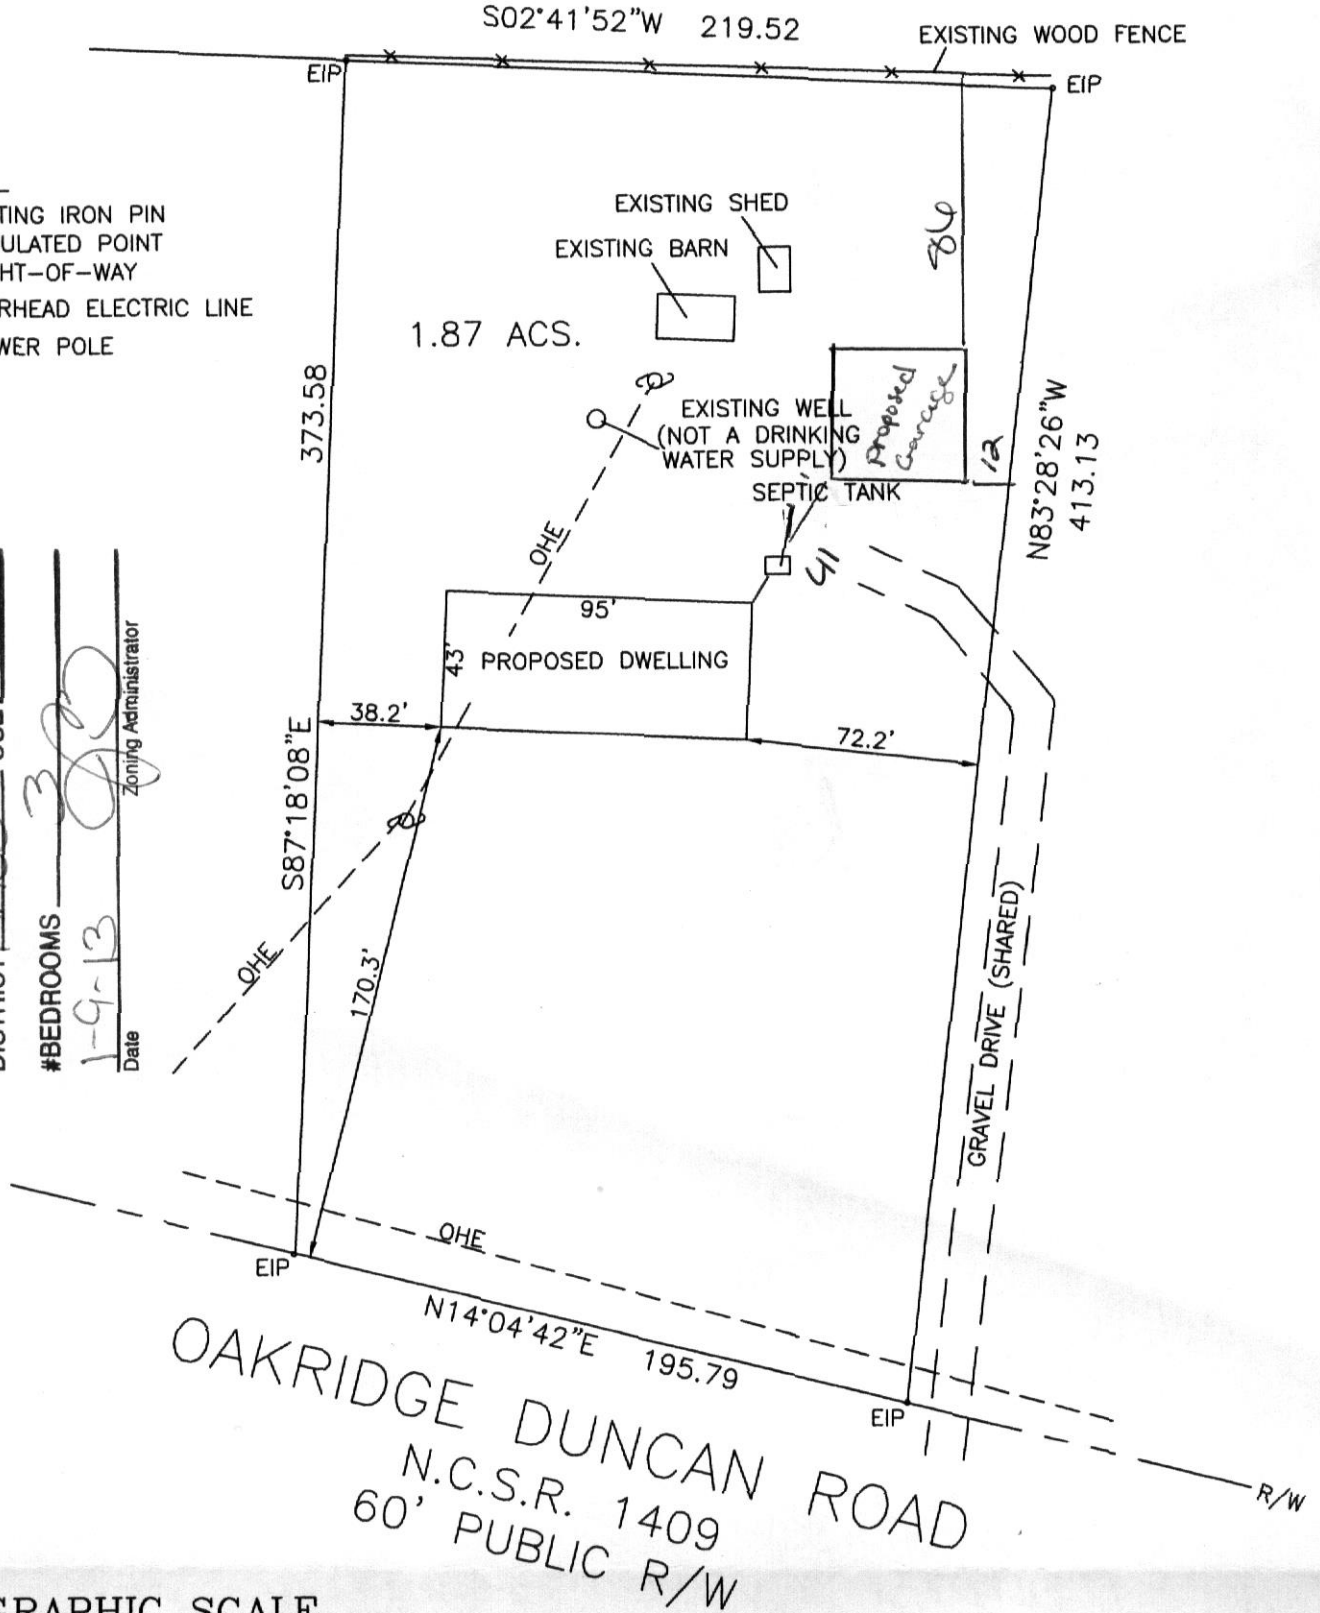 S02°41'52"W 219.52
EXISTING WOOD FENCE
EIP
EIP
TING IRON PIN
ULATED POINT
HT-OF-WAY
RHEAD ELECTRIC LINE
WER POLE
EXISTING SHED
EXISTING BARN
86
1.87 ACS.
373.58
EXISTING WELL
(NOT A DRINKING
WATER SUPPLY)
Proposed
Garage
12
SEPTIC TANK
N83°28'26"W
413.13
OHE
41
95'
43'
PROPOSED DWELLING
38.2'
72.2'
S87°18'08"E
#BEDROOMS 3
1-9-13
Date
Zoning Administrator
OHE
170.3'
GRAVEL DRIVE (SHARED)
OHE
EIP
N14°04'42"E 195.79
EIP
OAKRIDGE DUNCAN ROAD
N.C.S.R. 1409
60' PUBLIC R/W
R/W
GRAPHIC SCALE